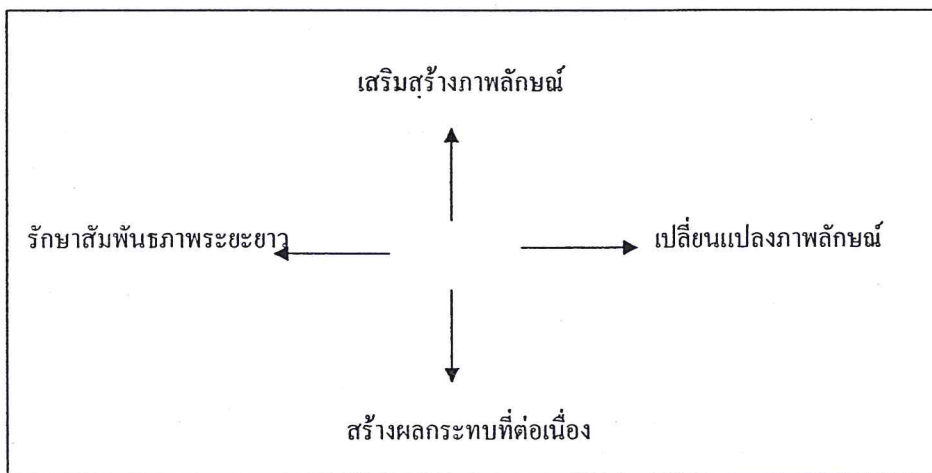 เสริมสร้างภาพลักษณ์
รักษาสัมพันธภาพระยะยาว
เปลี่ยนแปลงภาพลักษณ์
สร้างผลกระทบที่ต่อเนื่อง